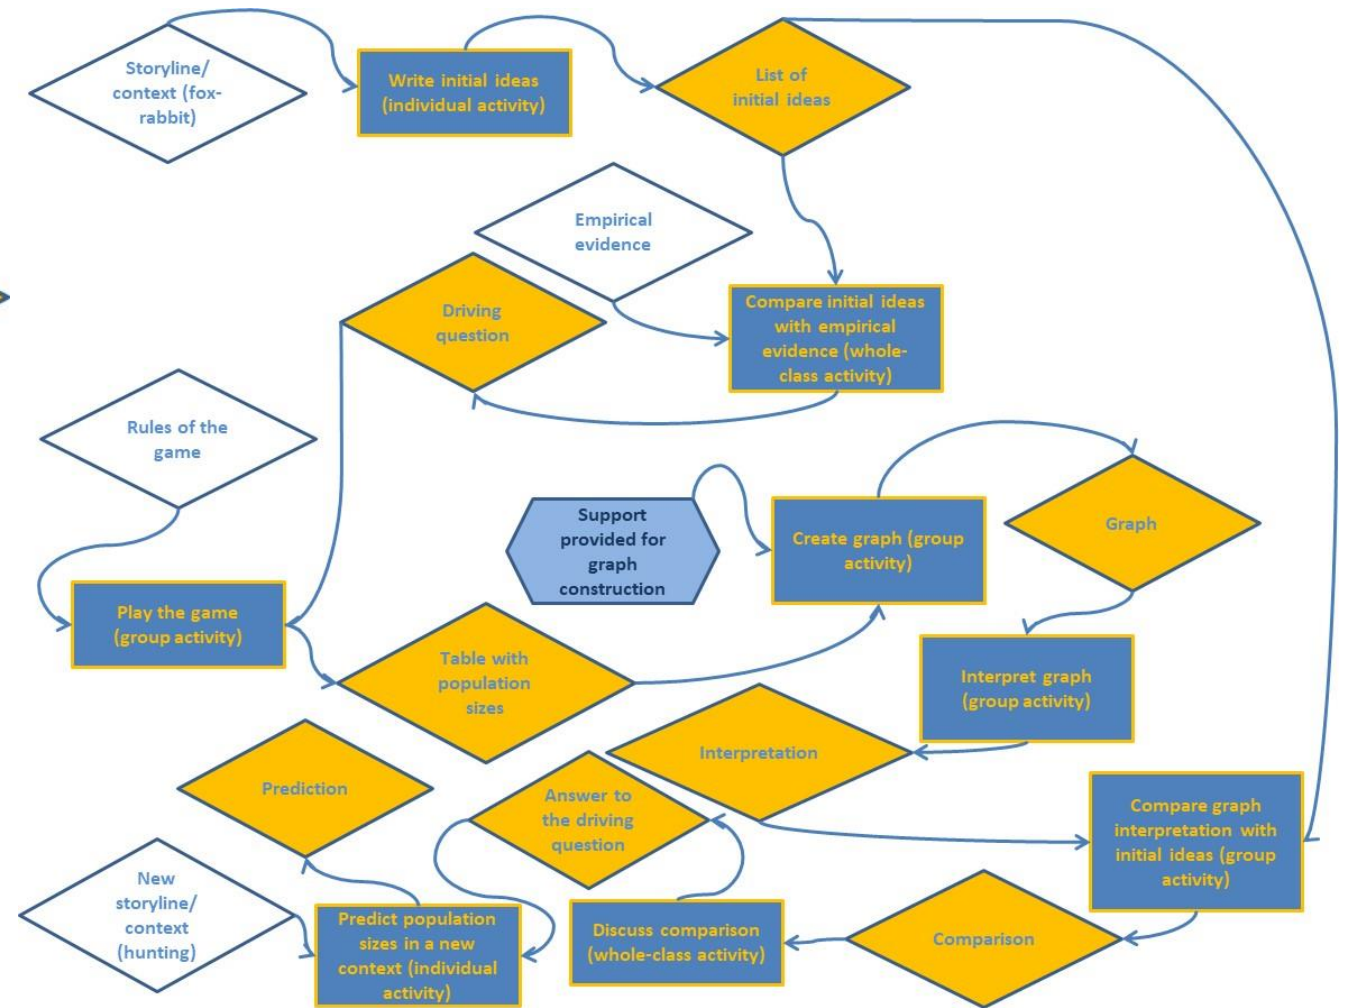 Storyline/
context (fox-
rabbit)
Write initial ideas
(individual activity)
List of
initial ideas
Empirical
evidence
Compare initial ideas
with empirical
evidence (whole-
class activity)
Driving
question
Rules of the
game
Play the game
(group activity)
Support
provided for
graph
construction
Create graph (group
activity)
Graph
Table with
population
sizes
Interpret graph
(group activity)
Interpretation
Compare graph
interpretation with
initial ideas (group
activity)
Comparison
Discuss comparison
(whole-class activity)
Answer to
the driving
question
Prediction
New
storyline/
context
(hunting)
Predict population
sizes in a new
context (individual
activity)